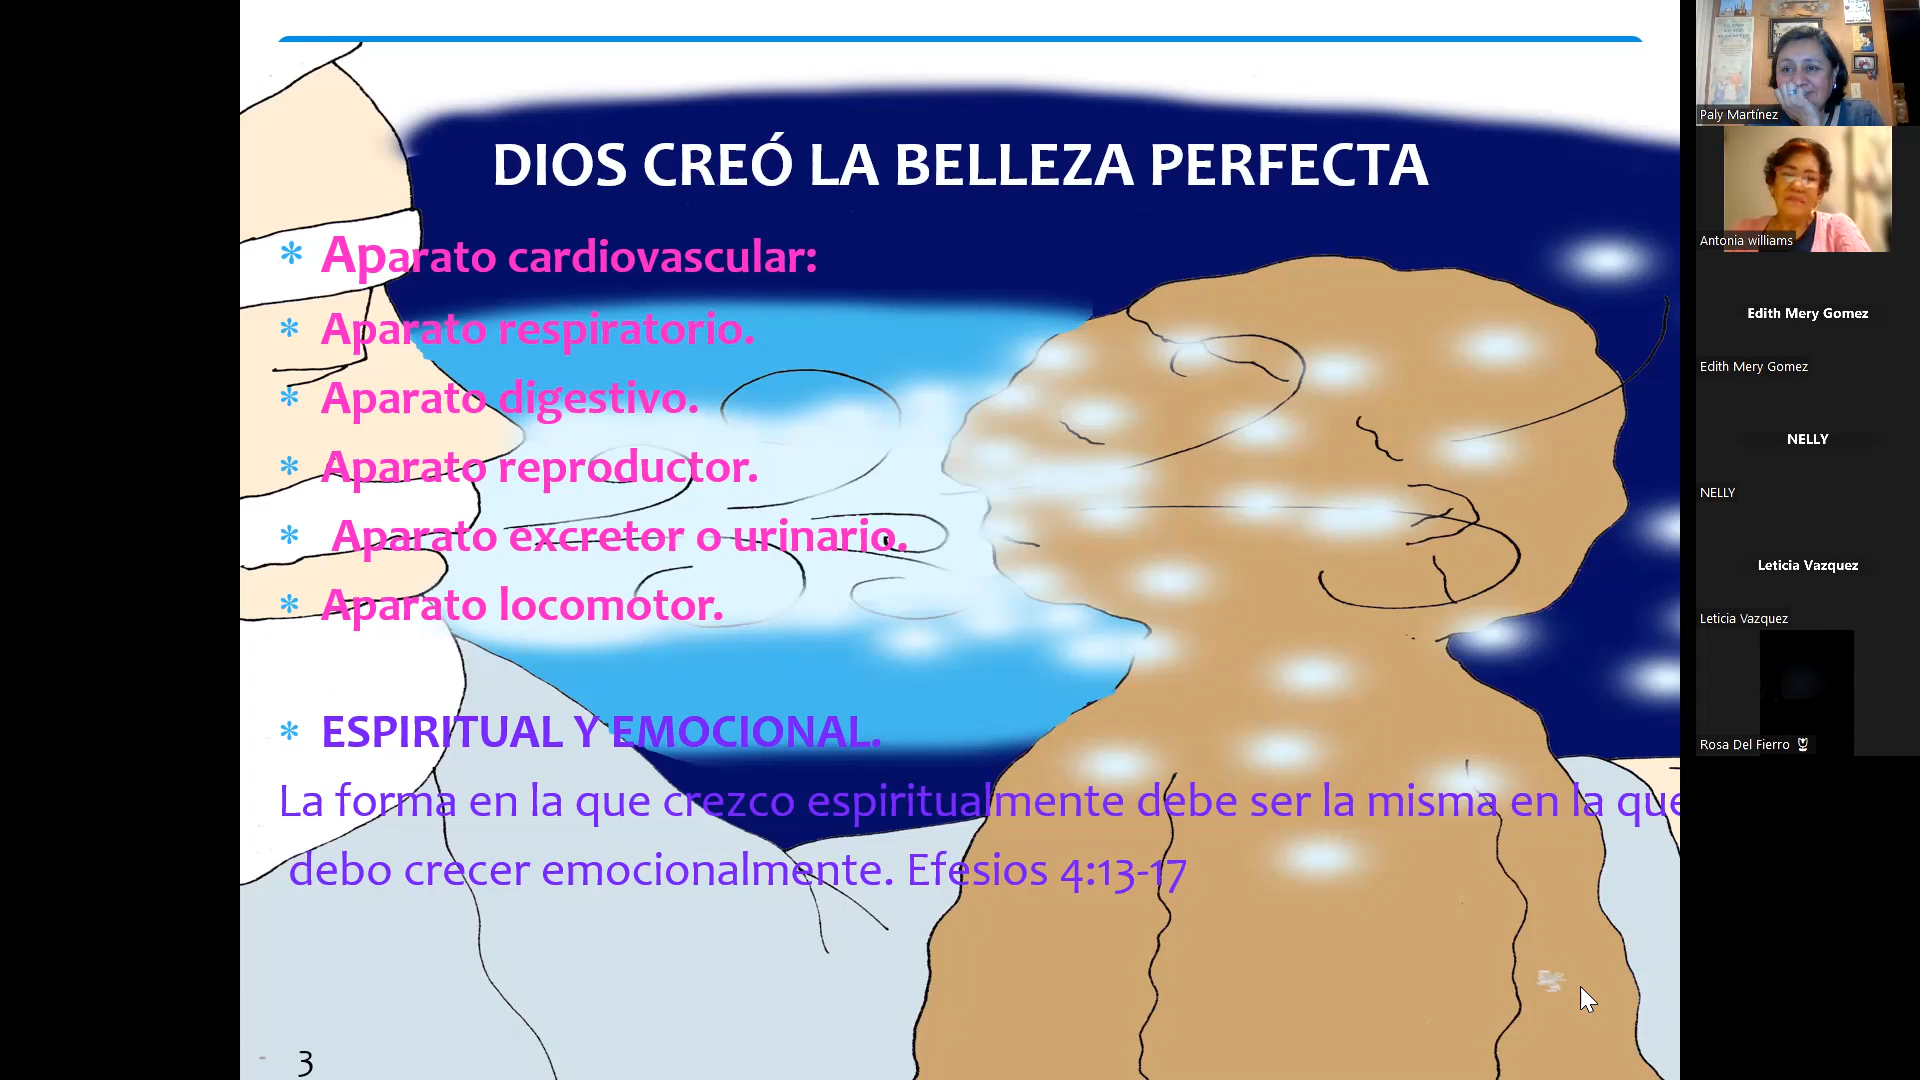 DIOS CREÓ LA BELLEZA PERFECTA
* Aparato cardiovascular:
* Aparato respiratorio.
* Aparato digestivo.
* Aparato reproductor.
* Aparato excretor o urinario.
* Aparato locomotor.
* ESPIRITUAL Y EMOCIONAL.
La forma en la que crezco espiritualmente debe ser la misma en la que
debo crecer emocionalmente. Efesios 4:13-17
3
Paly Martínez
Antonia williams
Edith Mery Gomez
Edith Mery Gomez
NELLY
NELLY
Leticia Vazquez
Leticia Vazquez
Rosa Del Fierro